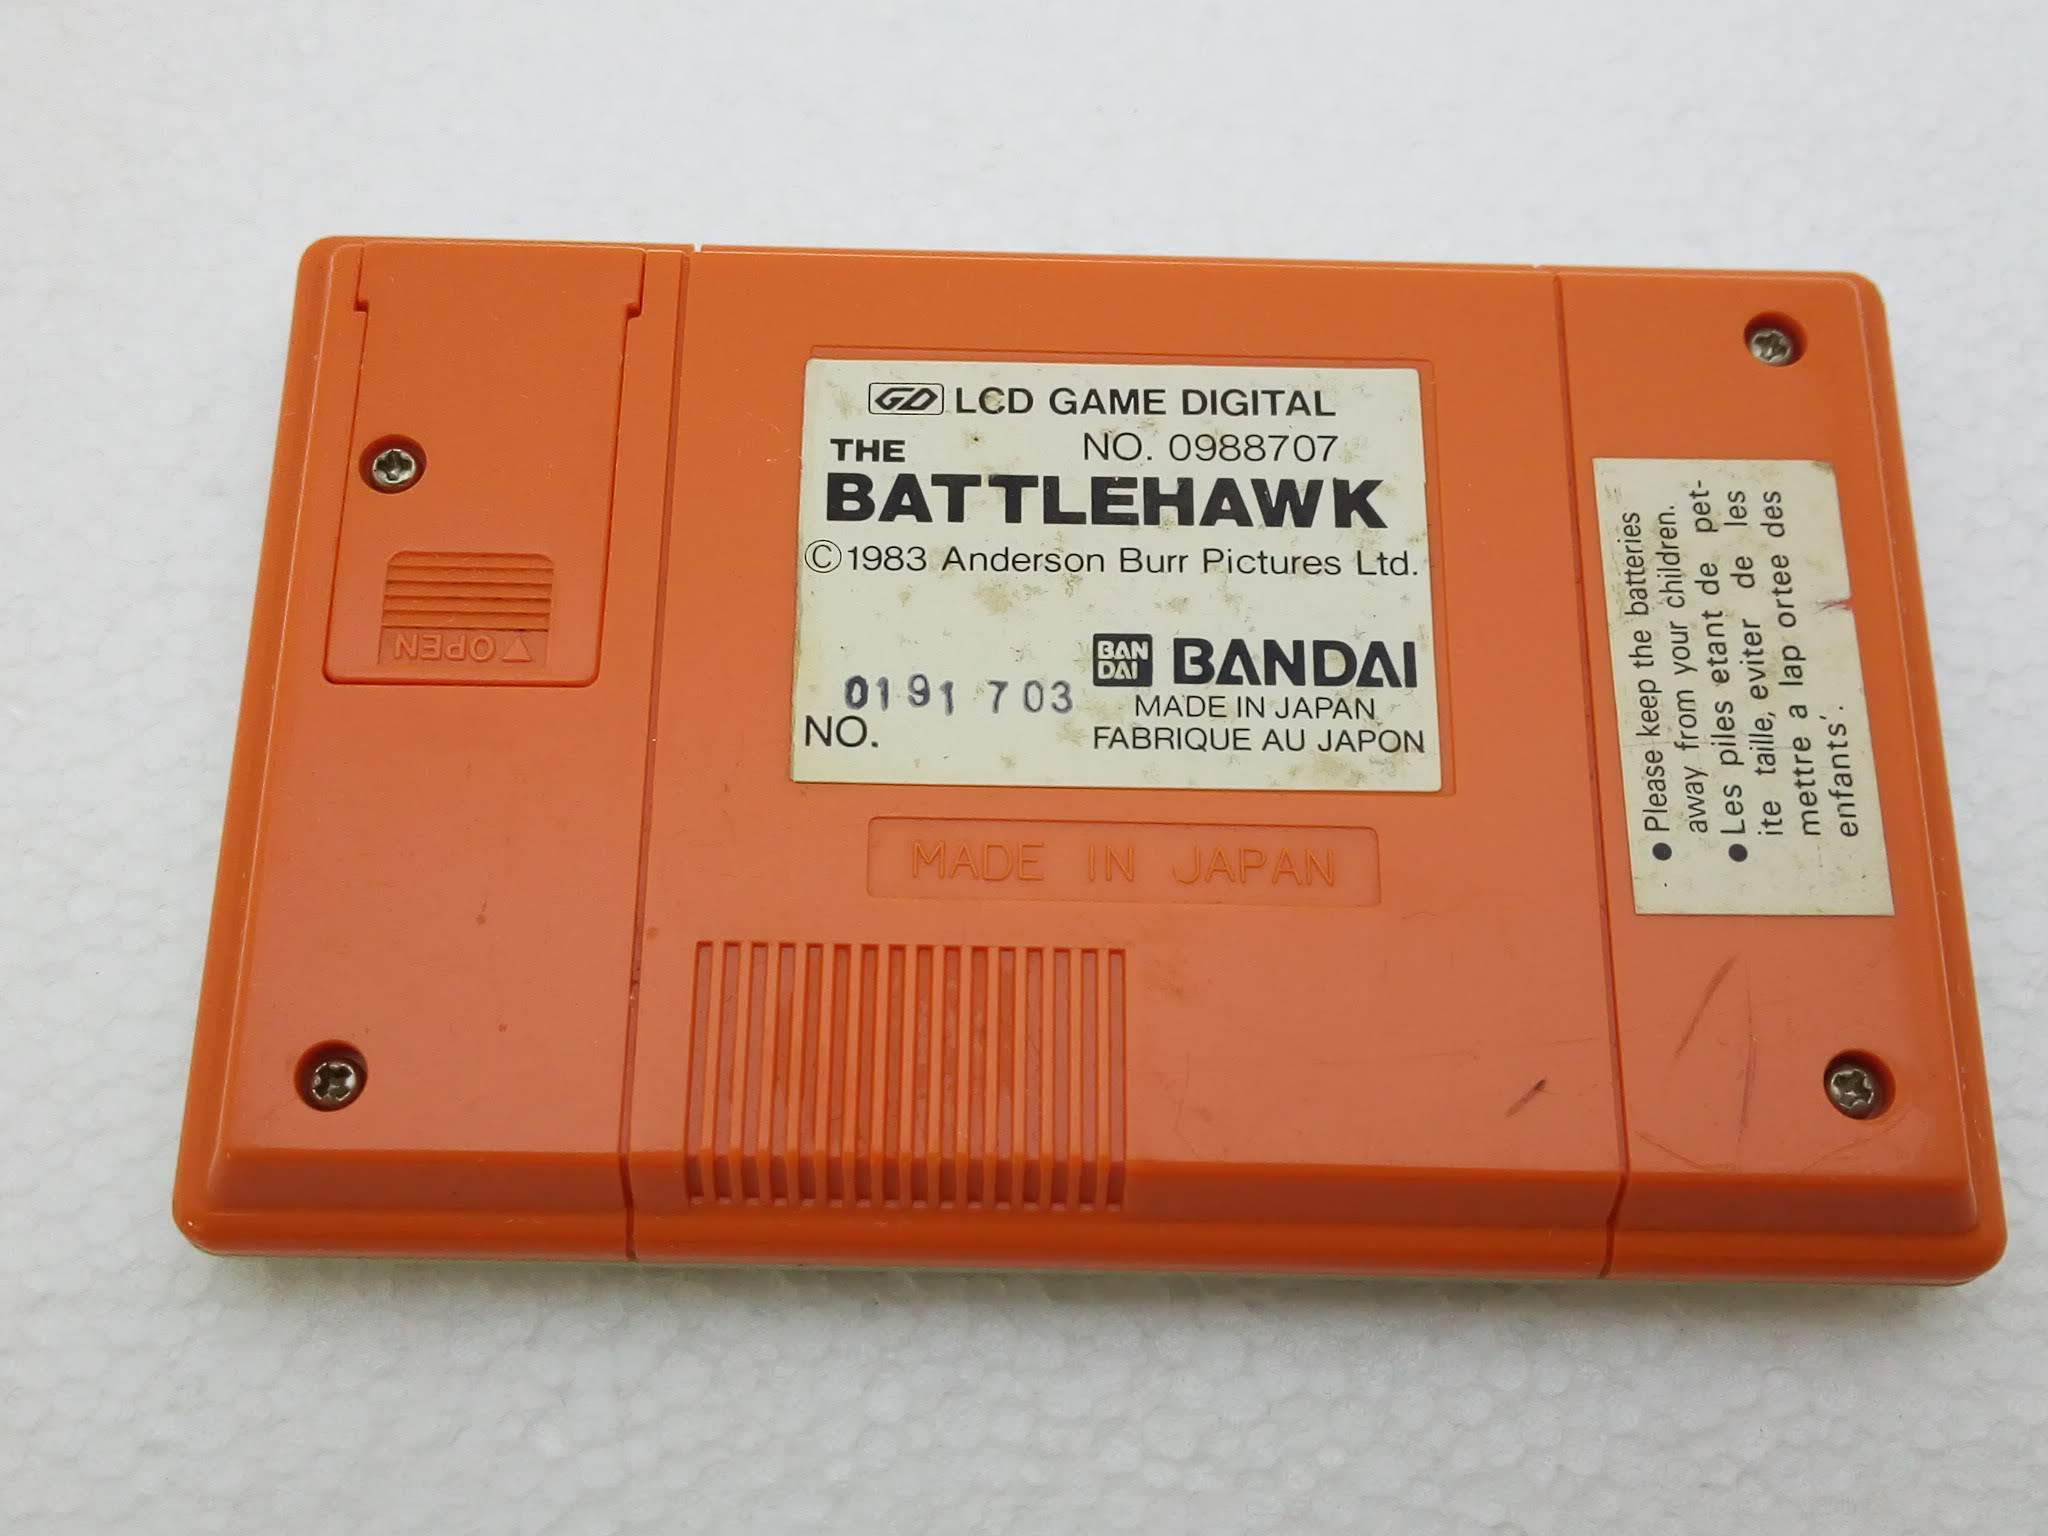 GD LCD GAME DIGITAL
NO. 0988707
THE
BATTLEHAWK
©1983 Anderson Burr Pictures Ltd.
BAN
DAI
BANDAI
0191 703
NO.
MADE IN JAPAN
FABRIQUE AU JAPON
MADE IN JAPAN
▽OPEN
● Please keep the batteries
away from your children.
● Les piles etant de pet-
ite taille, eviter de les
mettre a lap ortee des
enfants'.